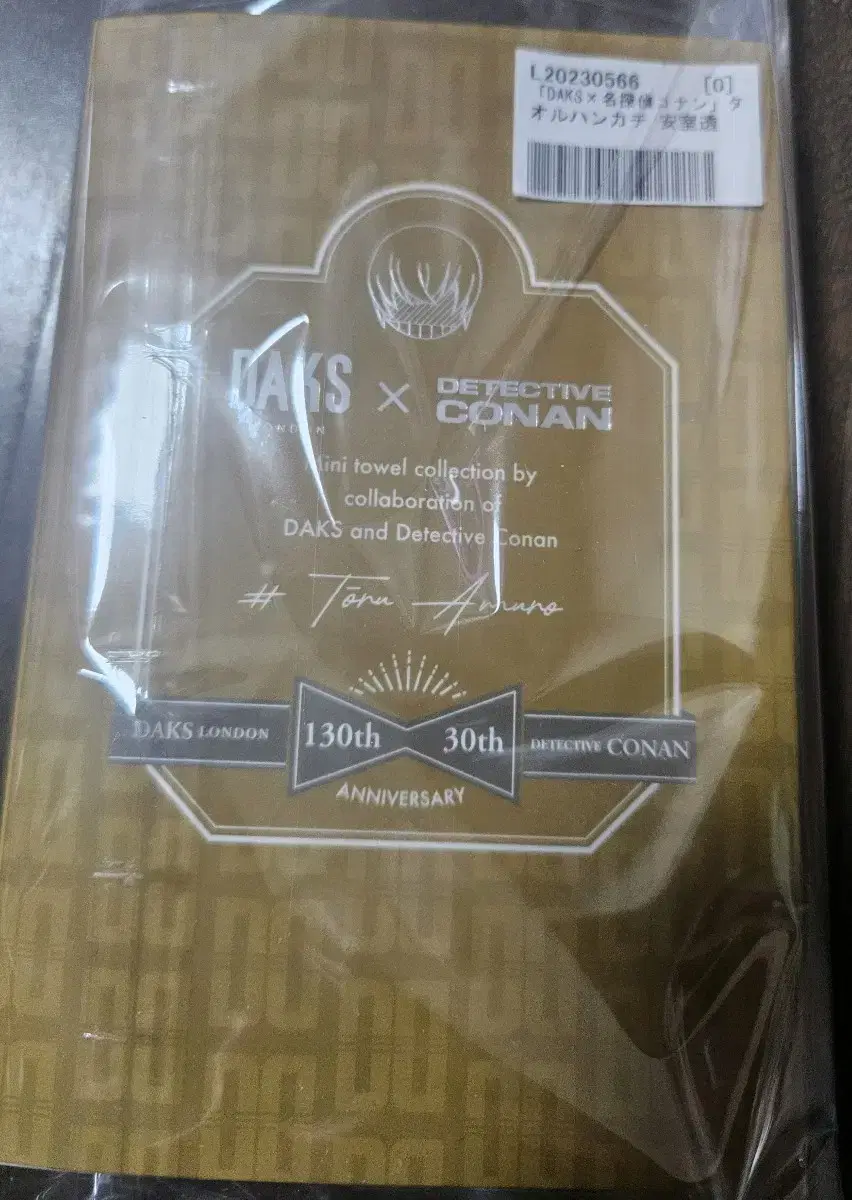 L20230566 [0]
「DAKS×名探偵コナン」タ
オルハンカチ 安室透
DAKS × DETECTIVE
LONDON CONAN
Mini towel collection by
collaboration of
DAKS and Detective Conan
# Tōru Amuro
DAKS LONDON 130th 30th DETECTIVE CONAN
ANNIVERSARY